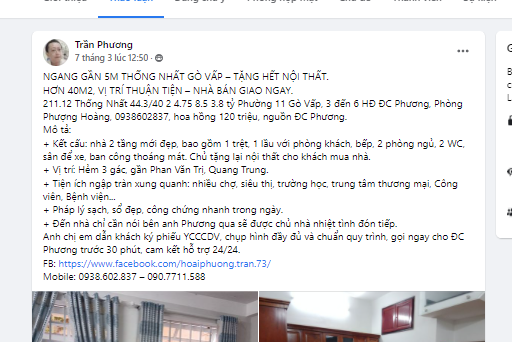 Trần Phương
7 tháng 3 lúc 12:50 ·
NGANG GẦN 5M THỐNG NHẤT GÒ VẤP – TẶNG HẾT NỘI THẤT.
HƠN 40M2, VỊ TRÍ THUẬN TIỆN – NHÀ BÁN GIAO NGAY.
211.12 Thống Nhất 44.3/40 2 4.75 8.5 3.8 tỷ Phường 11 Gò Vấp, 3 đến 6 HĐ ĐC Phương, Phòng
Phượng Hoàng, 0938602837, hoa hồng 120 triệu, nguồn ĐC Phương.
Mô tả:
+ Kết cấu: nhà 2 tầng mới đẹp, bao gồm 1 trệt, 1 lầu với phòng khách, bếp, 2 phòng ngủ, 2 WC,
sân để xe, ban công thoáng mát. Chủ tặng lại nội thất cho khách mua nhà.
+ Vị trí: Hẻm 3 gác, gần Phan Văn Trị, Quang Trung.
+ Tiện ích ngập tràn xung quanh: nhiều chợ, siêu thị, trường học, trung tâm thương mại. Công
viên, Bệnh viện...
+ Pháp lý sạch, sổ đẹp, công chứng nhanh trong ngày.
+ Đến nhà chỉ cần nói bên anh Phương qua sẽ được chủ nhà nhiệt tình đón tiếp.
Anh chị em dẫn khách ký phiếu YCCCDV, chụp hình đầy đủ và chuẩn quy trình, gọi ngay cho ĐC
Phương trước 30 phút, cam kết hỗ trợ 24/24.
FB: https://www.facebook.com/hoaiphuong.tran.73/
Mobile: 0938.602.837 – 090.7711.588